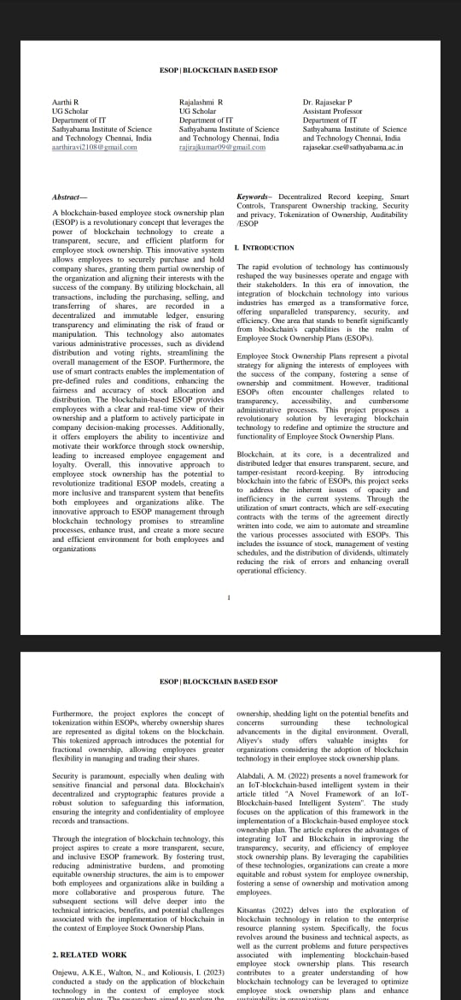 ESOP | BLOCKCHAIN BASED ESOP
Aarthi R
UG Scholar
Department of IT
Sathyabama Institute of Science
and Technology Chennai, India
aarthiravi2108@gmail.com
Rajalashmi R
UG Scholar
Department of IT
Sathyabama Institute of Science
and Technology Chennai, India
rajirajkumar09@gmail.com
Dr. Rajasekar P
Assistant Professor
Department of IT
Sathyabama Institute of Science
and Technology Chennai, India
rajasekar.cse@sathyabama.ac.in
Abstract—
A blockchain-based employee stock ownership plan
(ESOP) is a revolutionary concept that leverages the
power of blockchain technology to create a
transparent, secure, and efficient platform for
employee stock ownership. This innovative system
allows employees to securely purchase and hold
company shares, granting them partial ownership of
the organization and aligning their interests with the
success of the company. By utilizing blockchain, all
transactions, including the purchasing, selling, and
transferring of shares, are recorded in a
decentralized and immutable ledger, ensuring
transparency and eliminating the risk of fraud or
manipulation. This technology also automates
various administrative processes, such as dividend
distribution and voting rights, streamlining the
overall management of the ESOP. Furthermore, the
use of smart contracts enables the implementation of
pre-defined rules and conditions, enhancing the
fairness and accuracy of stock allocation and
distribution. The blockchain-based ESOP provides
employees with a clear and real-time view of their
ownership and a platform to actively participate in
company decision-making processes. Additionally,
it offers employers the ability to incentivize and
motivate their workforce through stock ownership,
leading to increased employee engagement and
loyalty. Overall, this innovative approach to
employee stock ownership has the potential to
revolutionize traditional ESOP models, creating a
more inclusive and transparent system that benefits
both employees and organizations alike. The
innovative approach to ESOP management through
blockchain technology promises to streamline
processes, enhance trust, and create a more secure
and efficient environment for both employees and
organizations
Keywords– Decentralized Record keeping, Smart
Controls, Transparent Ownership tracking, Security
and privacy, Tokenization of Ownership, Auditability
/ESOP
I. INTRODUCTION
The rapid evolution of technology has continuously
reshaped the way businesses operate and engage with
their stakeholders. In this era of innovation, the
integration of blockchain technology into various
industries has emerged as a transformative force,
offering unparalleled transparency, security, and
efficiency. One area that stands to benefit significantly
from blockchain's capabilities is the realm of
Employee Stock Ownership Plans (ESOPs).
Employee Stock Ownership Plans represent a pivotal
strategy for aligning the interests of employees with
the success of the company, fostering a sense of
ownership and commitment. However, traditional
ESOPs often encounter challenges related to
transparency, accessibility, and cumbersome
administrative processes. This project proposes a
revolutionary solution by leveraging blockchain
technology to redefine and optimize the structure and
functionality of Employee Stock Ownership Plans.
Blockchain, at its core, is a decentralized and
distributed ledger that ensures transparent, secure, and
tamper-resistant record-keeping. By introducing
blockchain into the fabric of ESOPs, this project seeks
to address the inherent issues of opacity and
inefficiency in the current systems. Through the
utilization of smart contracts, which are self-executing
contracts with the terms of the agreement directly
written into code, we aim to automate and streamline
the various processes associated with ESOPs. This
includes the issuance of stock, management of vesting
schedules, and the distribution of dividends, ultimately
reducing the risk of errors and enhancing overall
operational efficiency.
1
ESOP | BLOCKCHAIN BASED ESOP
Furthermore, the project explores the concept of
tokenization within ESOPs, whereby ownership shares
are represented as digital tokens on the blockchain.
This tokenized approach introduces the potential for
fractional ownership, allowing employees greater
flexibility in managing and trading their shares.
Security is paramount, especially when dealing with
sensitive financial and personal data. Blockchain's
decentralized and cryptographic features provide a
robust solution to safeguarding this information,
ensuring the integrity and confidentiality of employee
records and transactions.
Through the integration of blockchain technology, this
project aspires to create a more transparent, secure,
and inclusive ESOP framework. By fostering trust,
reducing administrative burdens, and promoting
equitable ownership structures, the aim is to empower
both employees and organizations alike in building a
more collaborative and prosperous future. The
subsequent sections will delve deeper into the
technical intricacies, benefits, and potential challenges
associated with the implementation of blockchain in
the context of Employee Stock Ownership Plans.
2. RELATED WORK
Onjewu, A.K.E., Walton, N., and Koliousis, I. (2023)
conducted a study on the application of blockchain
technology in the context of employee stock
ownership plans. The researchers aimed to explore the
ownership, shedding light on the potential benefits and
concerns surrounding these technological
advancements in the digital environment. Overall,
Aliyev's study offers valuable insights for
organizations considering the adoption of blockchain
technology in their employee stock ownership plans.
Alabdali, A. M. (2022) presents a novel framework for
an IoT-blockchain-based intelligent system in their
article titled "A Novel Framework of an IoT-
Blockchain-based Intelligent System". The study
focuses on the application of this framework in the
implementation of a Blockchain-based employee stock
ownership plan. The article explores the advantages of
integrating IoT and Blockchain in improving the
transparency, security, and efficiency of employee
stock ownership plans. By leveraging the capabilities
of these technologies, organizations can create a more
equitable and robust system for employee ownership,
fostering a sense of ownership and motivation among
employees.
Kitsantas (2022) delves into the exploration of
blockchain technology in relation to the enterprise
resource planning system. Specifically, the focus
revolves around the business and technical aspects, as
well as the current problems and future perspectives
associated with implementing blockchain-based
employee stock ownership plans. This research
contributes to a greater understanding of how
blockchain technology can be leveraged to optimize
employee stock ownership plans and enhance
sustainability in organizations.